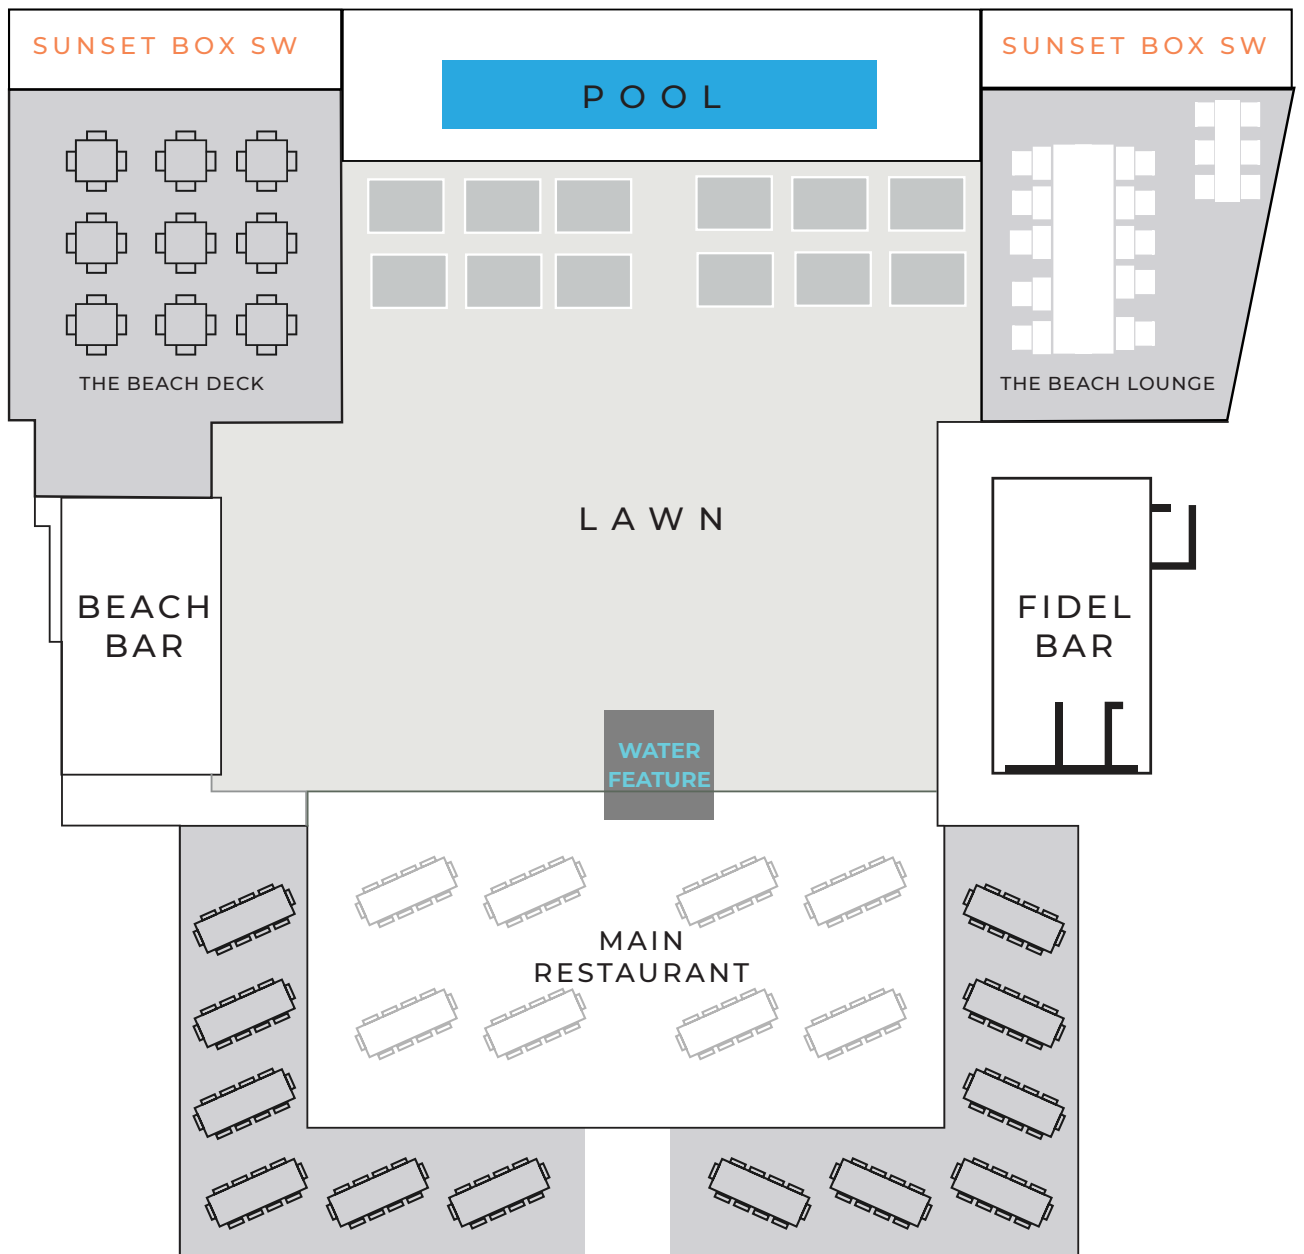 SUNSET BOX SW
POOL
SUNSET BOX SW
THE BEACH DECK
THE BEACH LOUNGE
LAWN
BEACH
BAR
FIDEL
BAR
WATER
FEATURE
MAIN
RESTAURANT